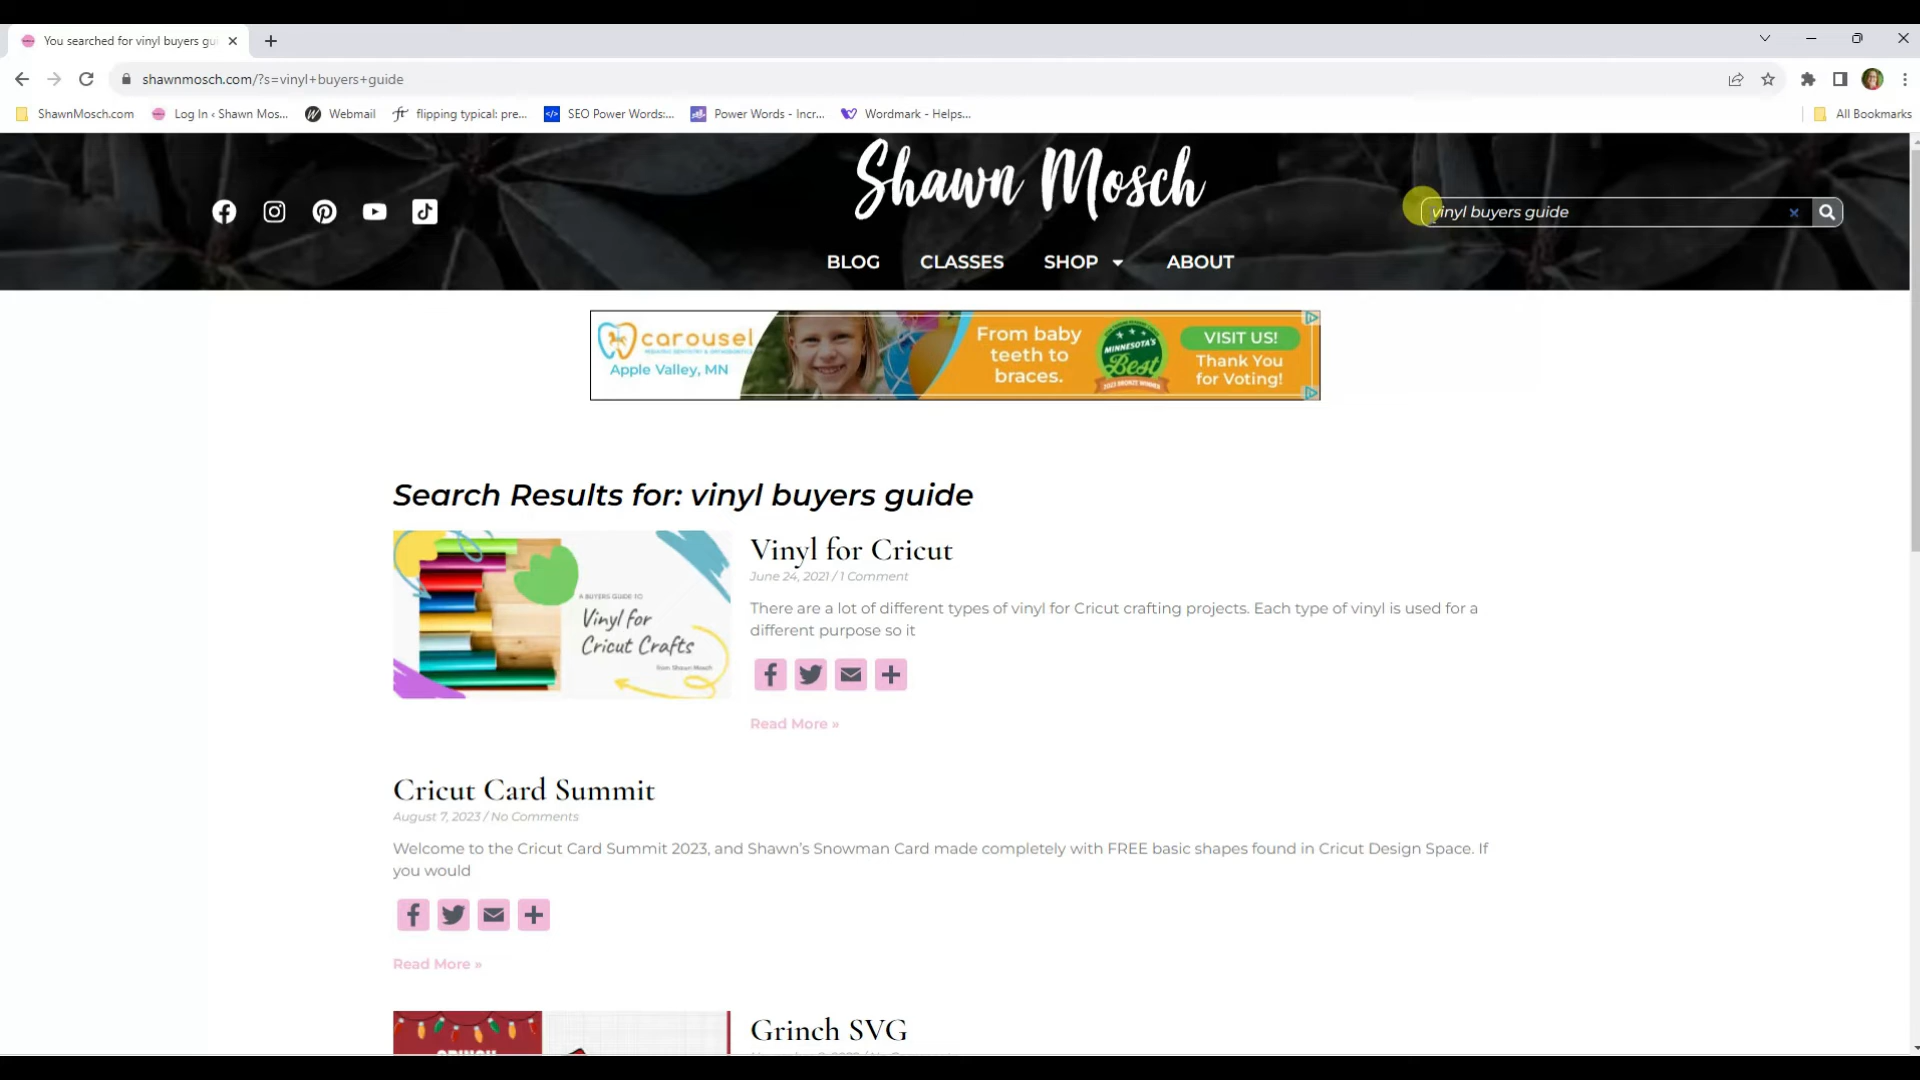 You searched for vinyl buyers gu
shawnmosch.com/?s=vinyl+buyers+guide
ShawnMosch.com
Log In ‹ Shawn Mos...
Webmail
flipping typical: pre...
SEO Power Words:...
Power Words - Incr...
Wordmark - Helps...
All Bookmarks
Shawn Mosch
vinyl buyers guide
BLOG
CLASSES
SHOP
ABOUT
carousel
Apple Valley, MN
From baby
teeth to
braces.
MINNESOTA'S
Best
VISIT US!
Thank You
for Voting!
Search Results for: vinyl buyers guide
A BUYERS GUIDE TO
Vinyl for
Cricut Crafts
from Shawn Mosch
Vinyl for Cricut
June 24, 2021 / 1 Comment
There are a lot of different types of vinyl for Cricut crafting projects. Each type of vinyl is used for a
different purpose so it
Read More »
Cricut Card Summit
August 7, 2023 / No Comments
Welcome to the Cricut Card Summit 2023, and Shawn's Snowman Card made completely with FREE basic shapes found in Cricut Design Space. If
you would
Read More »
Grinch SVG